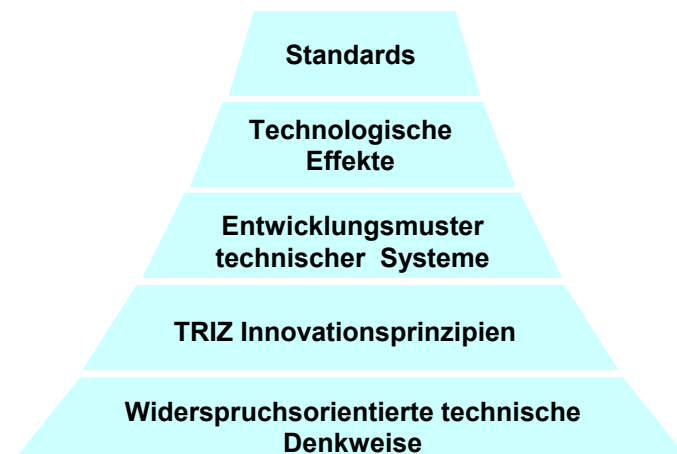 Standards
Technologische
Effekte
Entwicklungsmuster
technischer Systeme
TRIZ Innovationsprinzipien
Widerspruchsorientierte technische
Denkweise